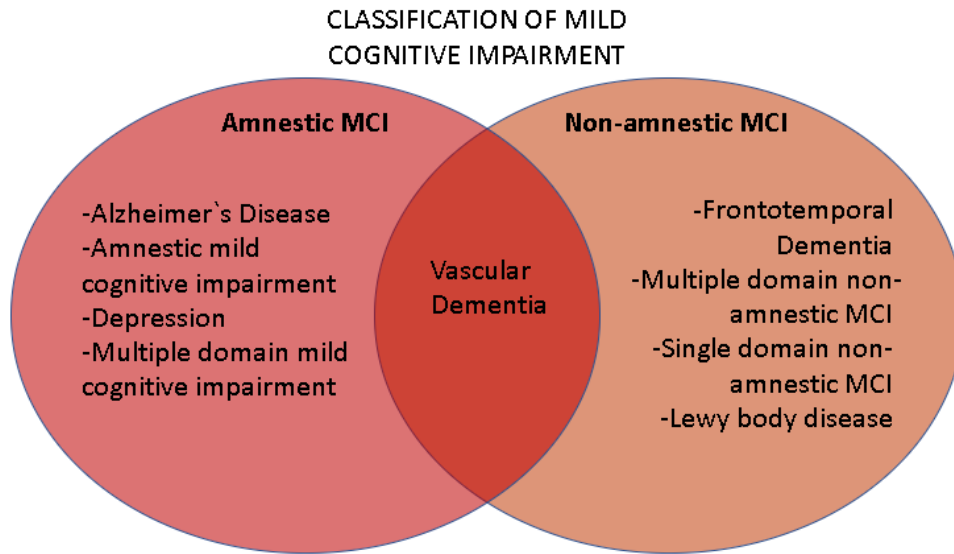 CLASSIFICATION OF MILD
COGNITIVE IMPAIRMENT
Amnestic MCI
-Alzheimer`s Disease
-Amnestic mild
cognitive impairment
-Depression
-Multiple domain mild
cognitive impairment
Vascular
Dementia
Non-amnestic MCI
-Frontotemporal
Dementia
-Multiple domain non-
amnestic MCI
-Single domain non-
amnestic MCI
-Lewy body disease